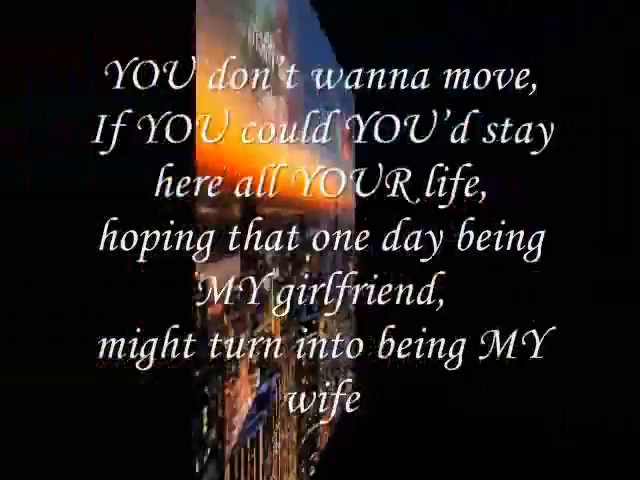 YOU don't wanna move,
If YOU could YOU'd stay
here all YOUR life,
hoping that one day being
MY girlfriend,
might turn into being MY
wife